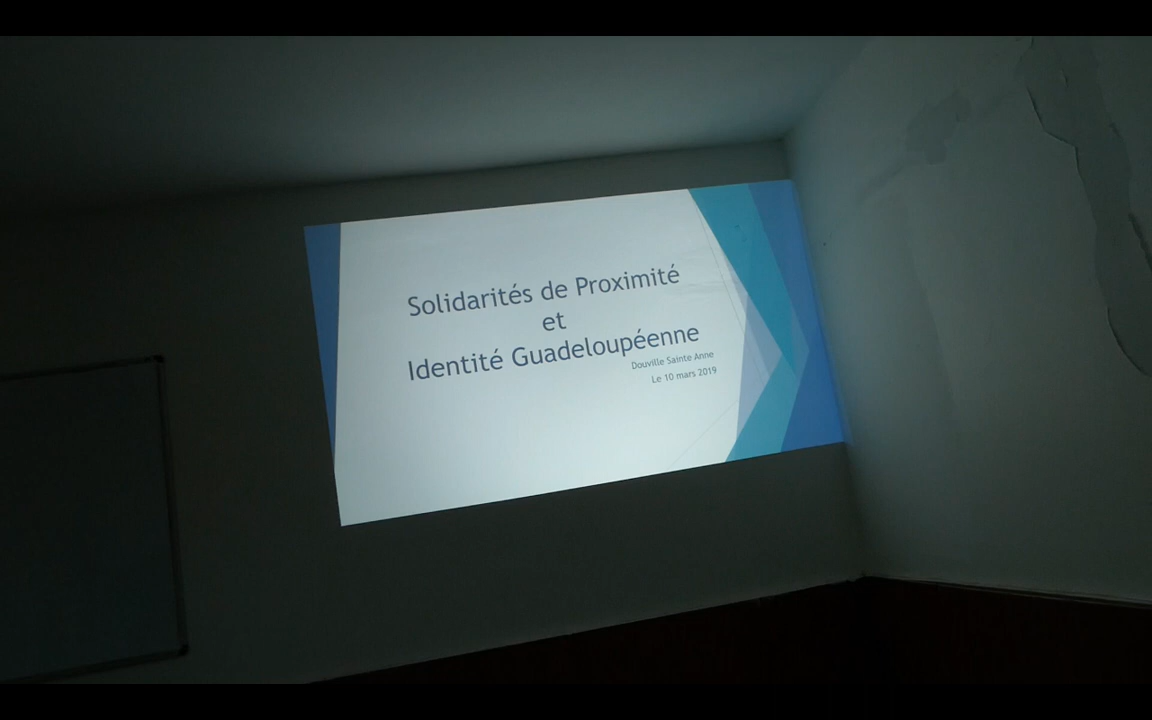 Solidarités de Proximité
et
Identité Guadeloupéenne
Douville Sainte Anne
Le 10 mars 2019